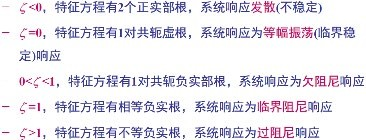 – ζ<0，特征方程有2个正实部根，系统响应发散(不稳定)
– ζ=0，特征方程有1对共轭虚根，系统响应为等幅振荡(临界稳
定)响应
0<ζ<1，特征方程有1对共轭负实部根，系统响应为欠阻尼响应
– ζ=1，特征方程有相等负实根，系统响应为临界阻尼响应
– ζ>1，特征方程有不等负实根，系统响应为过阻尼响应